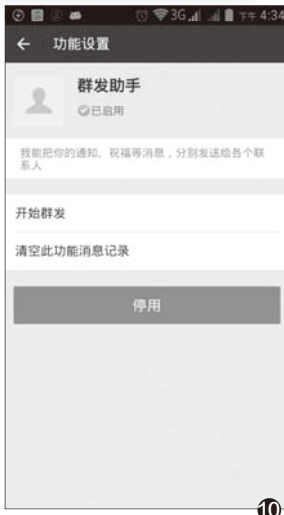 3G 下午 4:34
功能设置
群发助手
已启用
我能把你的通知、祝福等消息，分别发送给各个联
系人
开始群发
清空此功能消息记录
停用
10